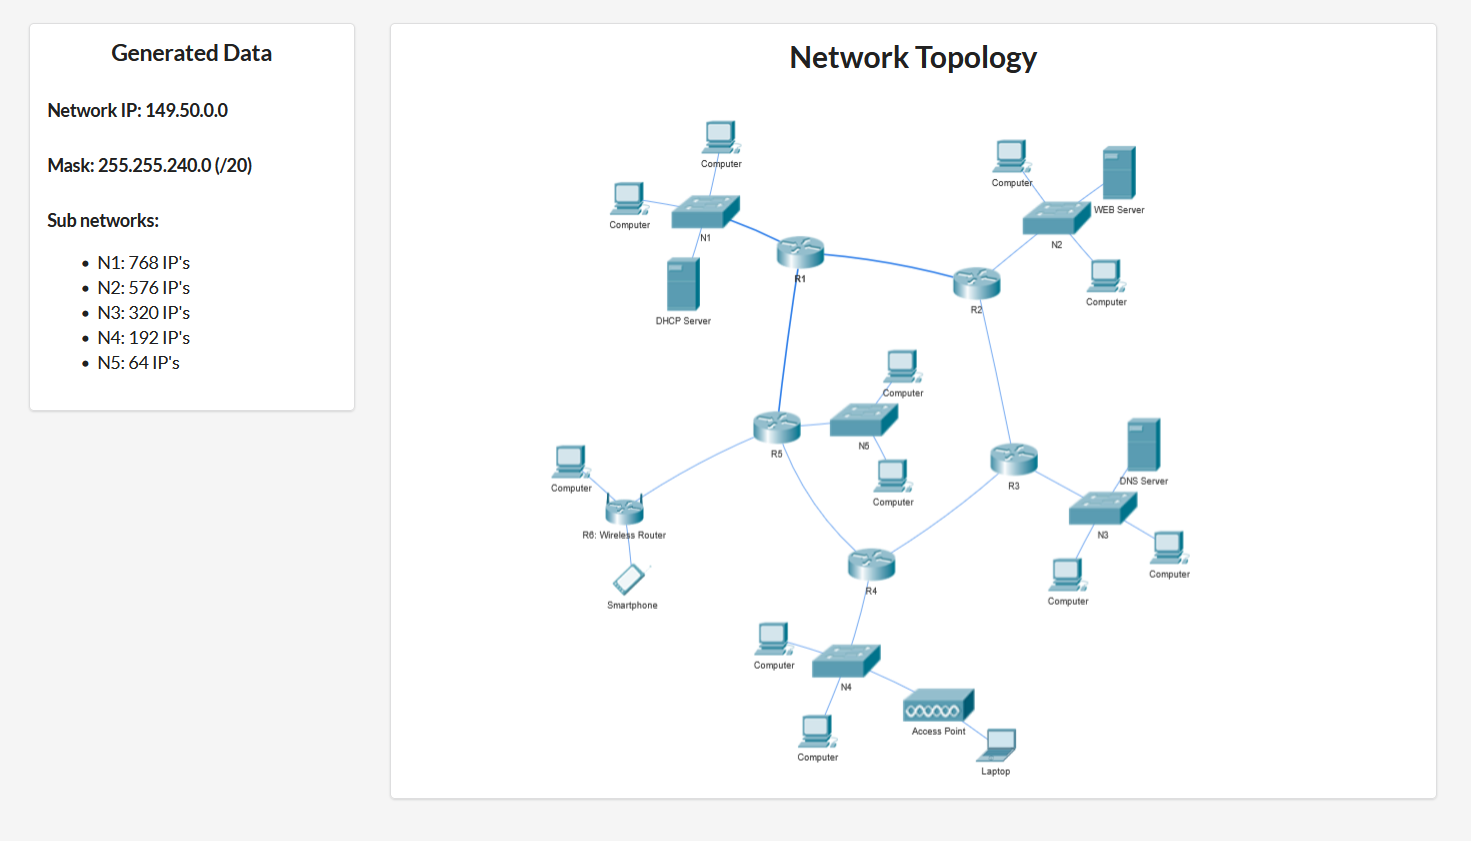 Generated Data
Network IP: 149.50.0.0
Mask: 255.255.240.0 (/20)
Sub networks:
N1: 768 IP's
N2: 576 IP's
N3: 320 IP's
N4: 192 IP's
N5: 64 IP's
Network Topology
Computer
Computer
N1
DHCP Server
R1
Computer
WEB Server
N2
Computer
R2
Computer
N5
Computer
R5
Computer
R6: Wireless Router
Smartphone
R3
DNS Server
N3
Computer
Computer
R4
Computer
N4
Computer
Access Point
Laptop